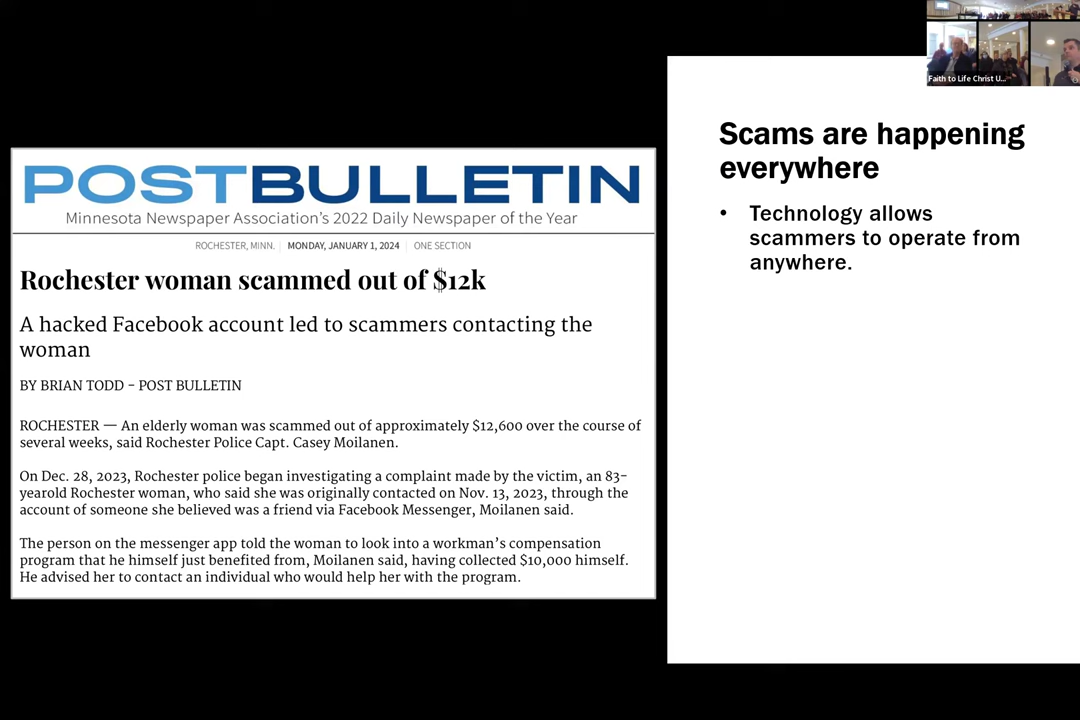 POSTBULLETIN
Minnesota Newspaper Association's 2022 Daily Newspaper of the Year
ROCHESTER, MINN. | MONDAY, JANUARY 1, 2024 | ONE SECTION
Rochester woman scammed out of $12k
A hacked Facebook account led to scammers contacting the
woman
BY BRIAN TODD - POST BULLETIN
ROCHESTER — An elderly woman was scammed out of approximately $12,600 over the course of
several weeks, said Rochester Police Capt. Casey Moilanen.
On Dec. 28, 2023, Rochester police began investigating a complaint made by the victim, an 83-
yearold Rochester woman, who said she was originally contacted on Nov. 13, 2023, through the
account of someone she believed was a friend via Facebook Messenger, Moilanen said.
The person on the messenger app told the woman to look into a workman's compensation
program that he himself just benefited from, Moilanen said, having collected $10,000 himself.
He advised her to contact an individual who would help her with the program.
Faith to Life Christ U...
Scams are happening
everywhere
• Technology allows
scammers to operate from
anywhere.